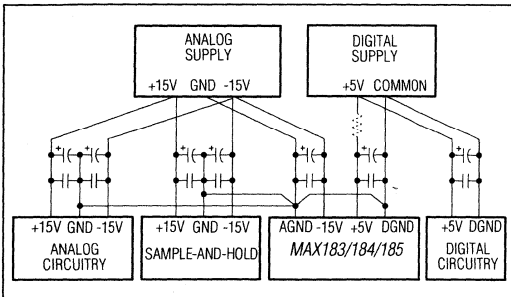 ANALOG
SUPPLY
+15V GND -15V
DIGITAL
SUPPLY
+5V COMMON
+ + + + + + +
+15V GND -15V
ANALOG
CIRCUITRY
+15V GND -15V
SAMPLE-AND-HOLD
AGND -15V +5V DGND
MAX183/184/185
+5V DGND
DIGITAL
CIRCUITRY